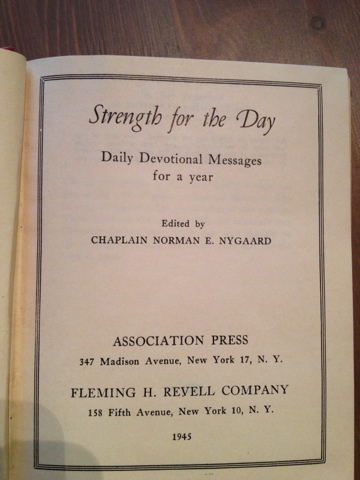 Strength for the Day
Daily Devotional Messages
for a year
Edited by
CHAPLAIN NORMAN E. NYGAARD
ASSOCIATION PRESS
347 Madison Avenue, New York 17, N. Y.
FLEMING H. REVELL COMPANY
158 Fifth Avenue, New York 10, N. Y.
1945